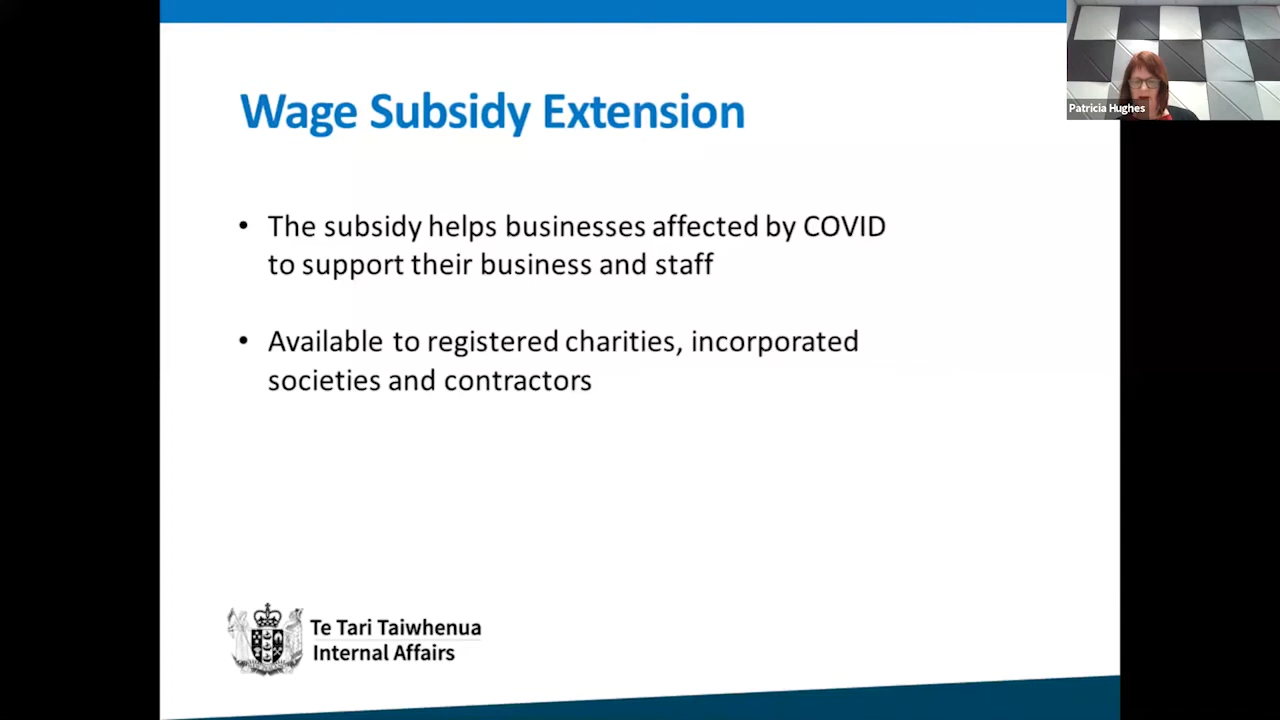 Wage Subsidy Extension
Patricia Hughes
• The subsidy helps businesses affected by COVID
to support their business and staff
• Available to registered charities, incorporated
societies and contractors
Te Tari Taiwhenua
Internal Affairs